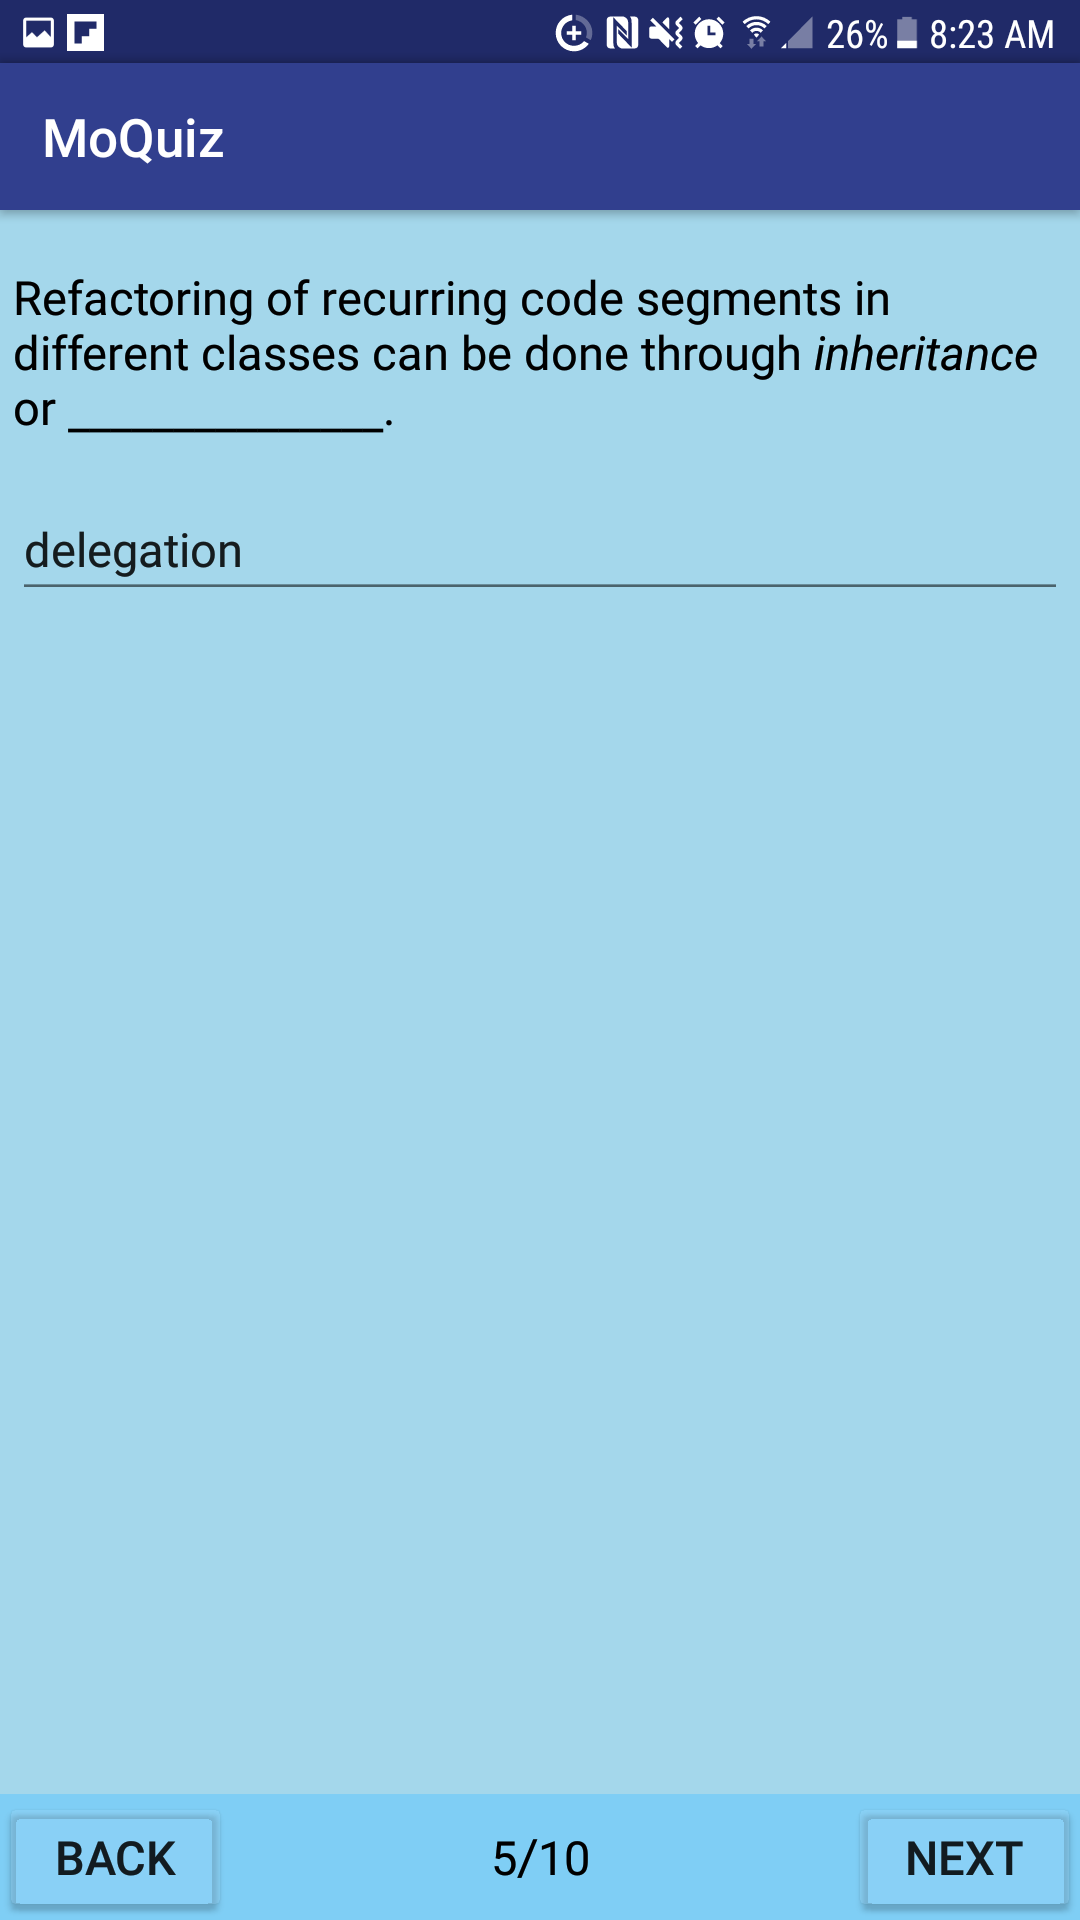 26% 8:23 AM
MoQuiz
Refactoring of recurring code segments in
different classes can be done through inheritance
or ______________.
delegation
BACK 5/10 NEXT